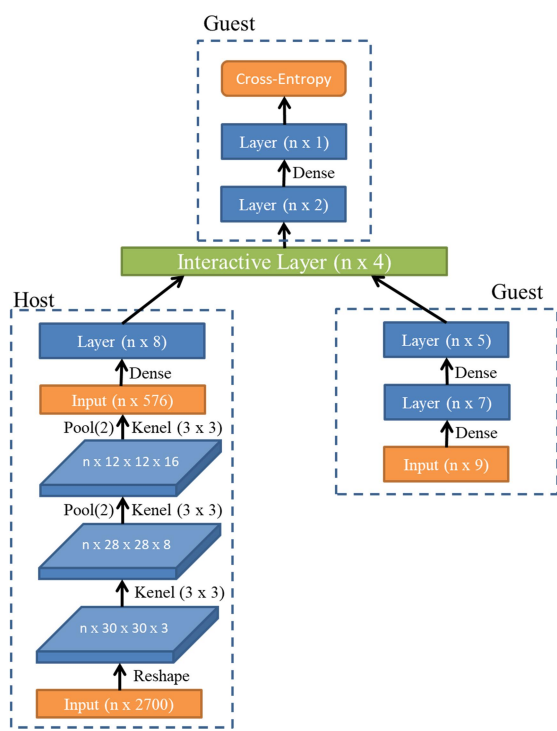 Guest
Cross-Entropy
Layer (n x 1)
Dense
Layer (n x 2)
Interactive Layer (n x 4)
Host
Layer (n x 8)
Dense
Input (n x 576)
Pool(2) Kenel (3 x 3)
n x 12 x 12 x 16
Pool(2) Kenel (3 x 3)
n x 28 x 28 x 8
Kenel (3 x 3)
n x 30 x 30 x 3
Reshape
Input (n x 2700)
Guest
Layer (n x 5)
Dense
Layer (n x 7)
Dense
Input (n x 9)